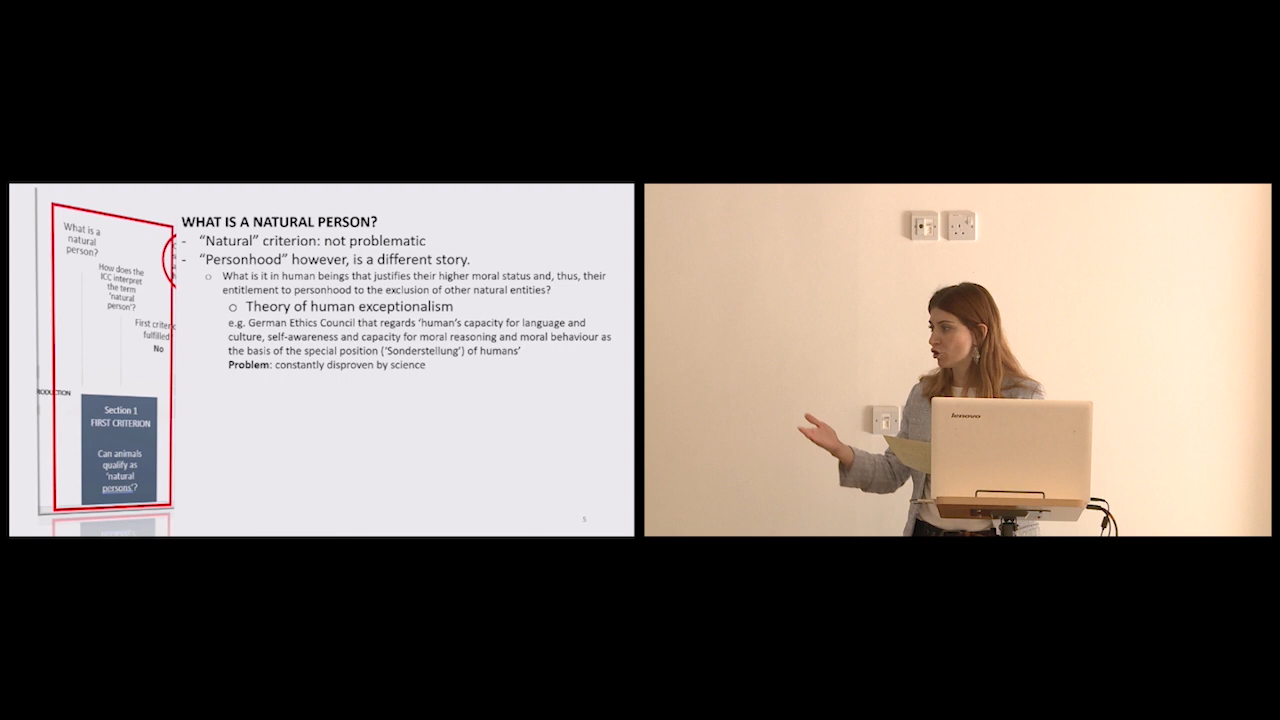 What is a
natural
person?
How does the
ICC interpret
the term
'natural
person'?
fulfilled
No
Section 1
FIRST CRITERION
Can animals
qualify as
'natural
persons'?
WHAT IS A NATURAL PERSON?
- “Natural” criterion: not problematic
- “Personhood” however, is a different story.
o What is it in human beings that justifies their higher moral status and, thus, their
entitlement to personhood to the exclusion of other natural entities?
o Theory of human exceptionalism
e.g. German Ethics Council that regards ‘human’s capacity for language and
culture, self-awareness and capacity for moral reasoning and moral behaviour as
the basis of the special position (‘Sonderstellung’) of humans’
Problem: constantly disproven by science
5
lenovo